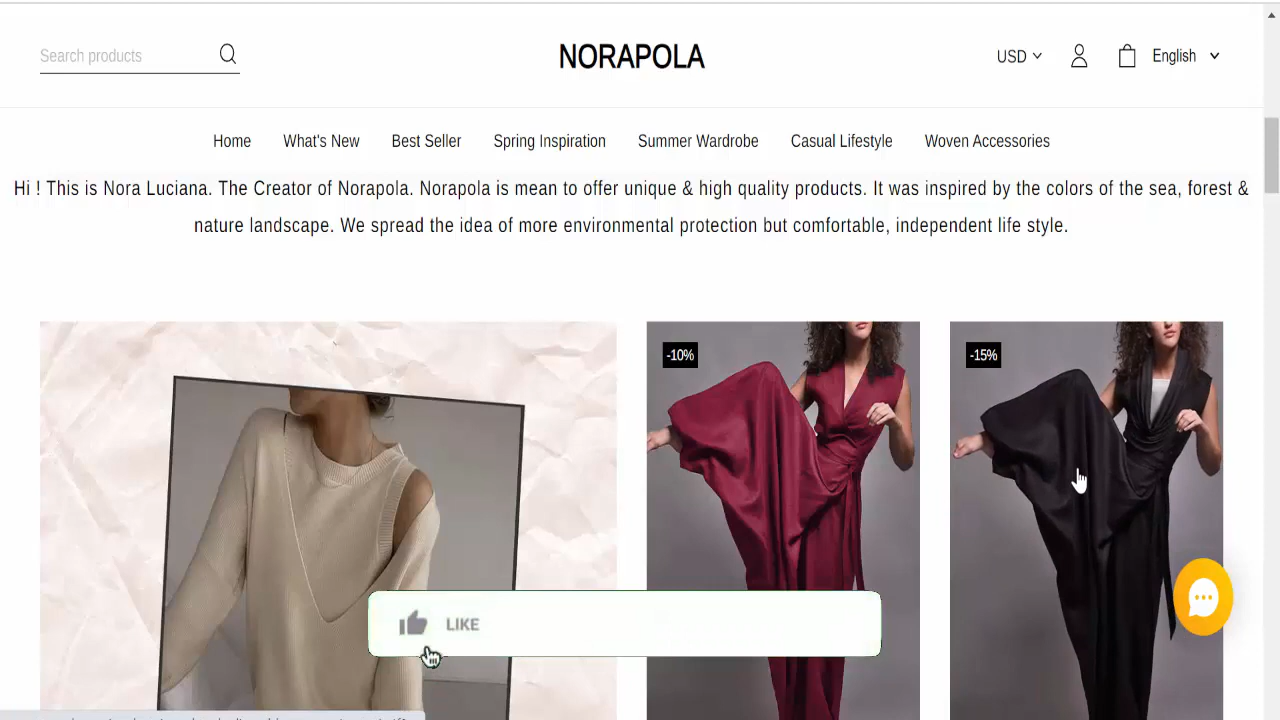 Search products
NORAPOLA
USD
English
Home What's New Best Seller Spring Inspiration Summer Wardrobe Casual Lifestyle Woven Accessories
Hi ! This is Nora Luciana. The Creator of Norapola. Norapola is mean to offer unique & high quality products. It was inspired by the colors of the sea, forest &
nature landscape. We spread the idea of more environmental protection but comfortable, independent life style.
-10%
-15%
LIKE